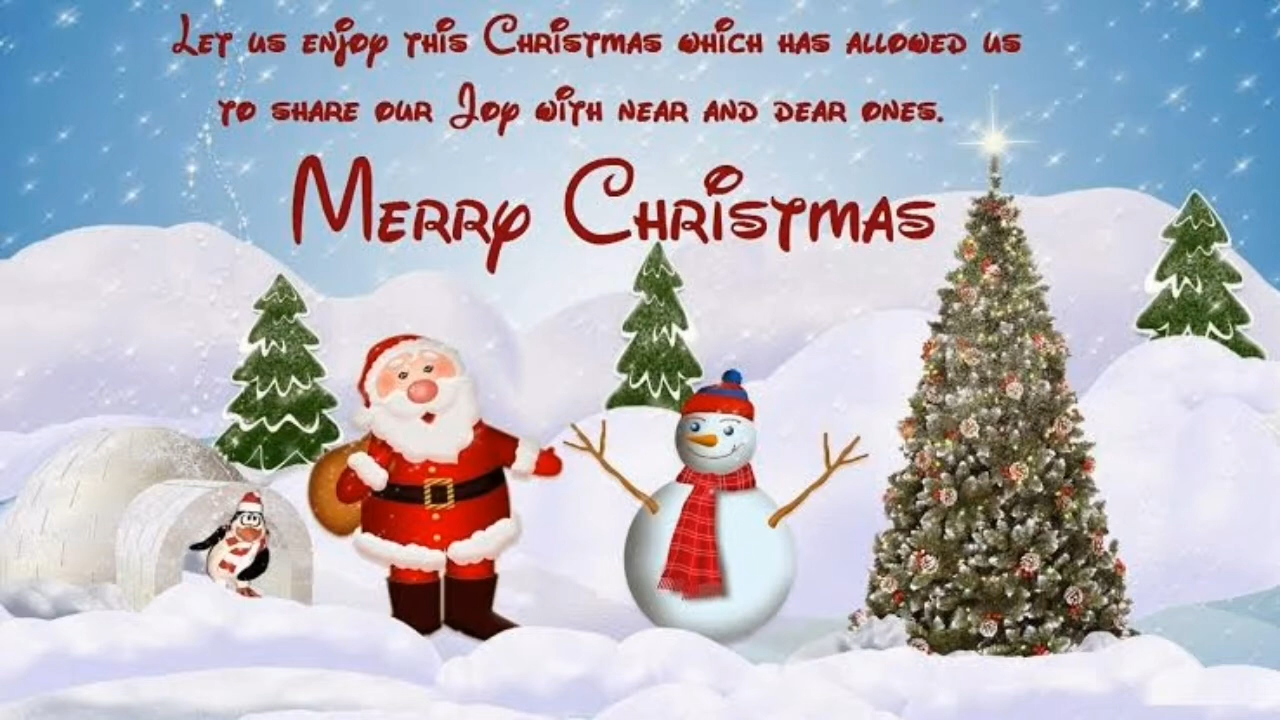 Let us enjoy this Christmas which has allowed us
to share our Joy with near and dear ones.
Merry Christmas